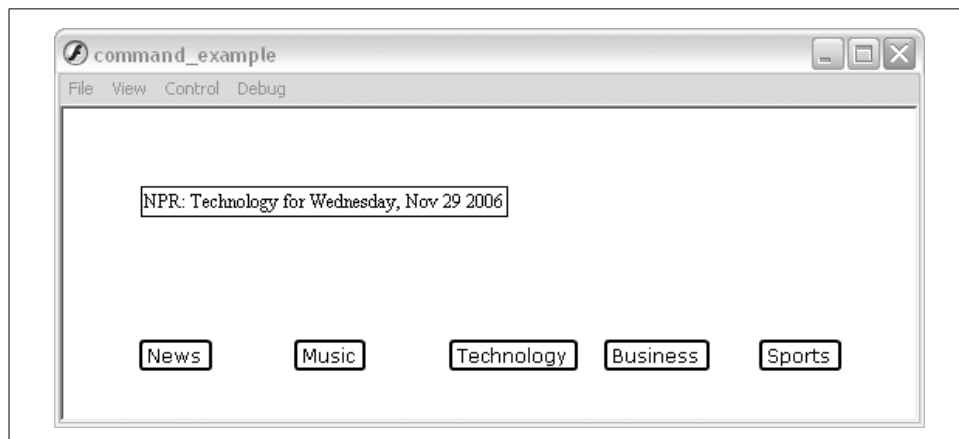 command_example
File View Control Debug
NPR: Technology for Wednesday, Nov 29 2006
News Music Technology Business Sports